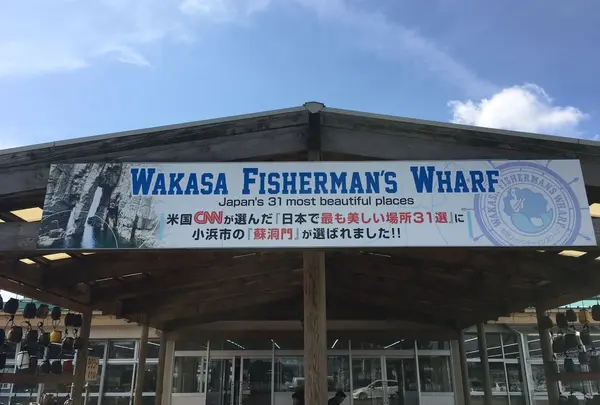 WAKASA FISHERMAN'S WHARF
Japan's 31 most beautiful places
米国CNNが選んだ『日本で最も美しい場所31選』に
小浜市の『蘇洞門』が選ばれました!!
WAKASA FISHERMAN'S WHARF